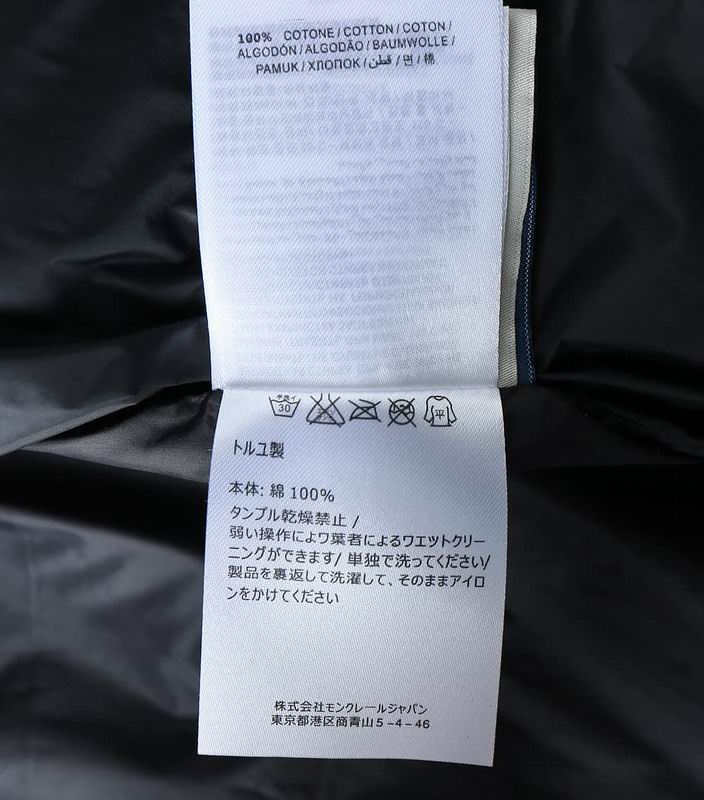 100% COTONE / COTTON / COTON /
ALGODÓN / ALGODÃO / BAUMWOLLE /
PAMUK / ХЛОПОК / قطن / 면 / 棉
30
平
トルユ製
本体: 綿 100%
タンブル乾燥禁止 /
弱い操作によワ葉者によるワエツトクリー
ニングができます/ 単独で洗ってください/
製品を裏返して洗濯して、そのままアイロ
ンをかけてください
株式会社モンクレールジャパン
東京都港区商青山5-4-46